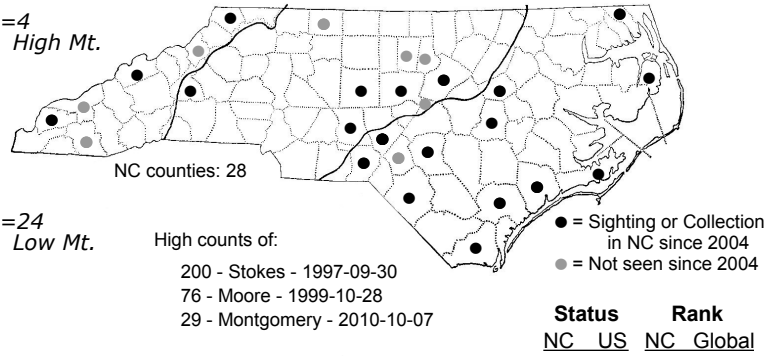 =4
High Mt.
NC counties: 28
=24
Low Mt.
High counts of:
200 - Stokes - 1997-09-30
76 - Moore - 1999-10-28
29 - Montgomery - 2010-10-07
= Sighting or Collection
in NC since 2004
= Not seen since 2004
Status Rank
NC US NC Global